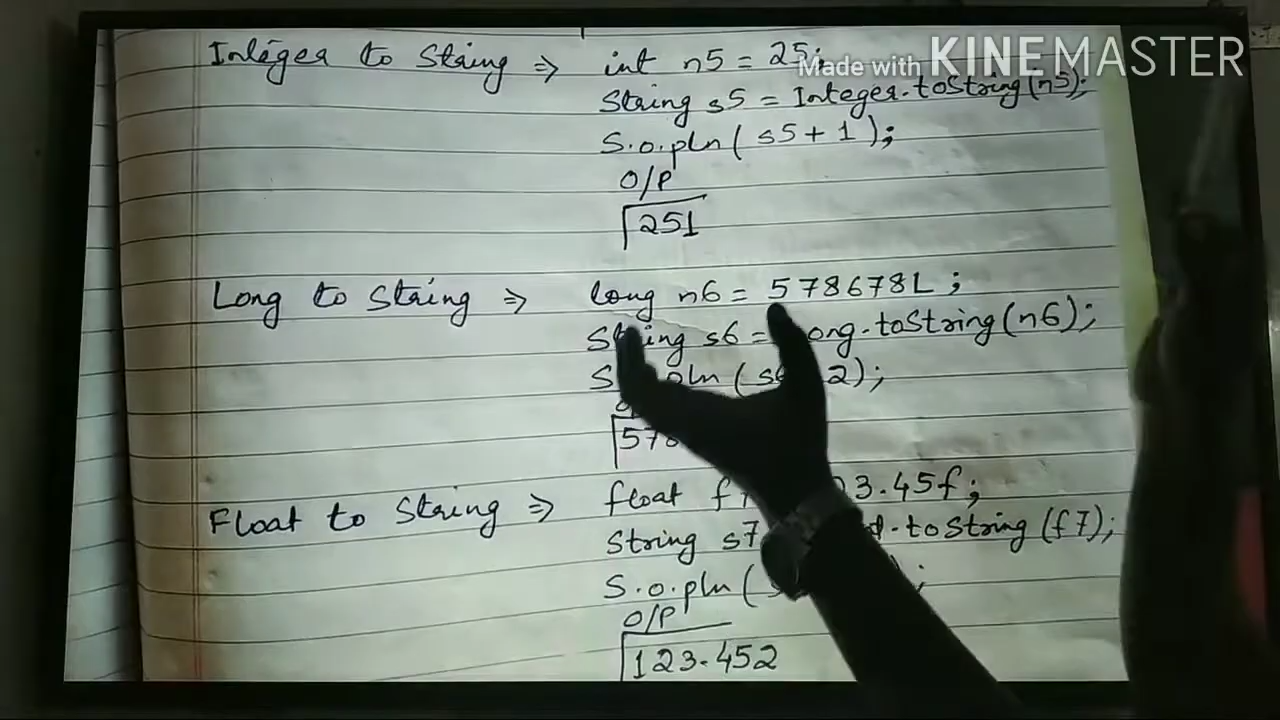 Integer to String ⇒ int n5 = 25;
Made with KINEMASTER
String s5 = Integer.toString(n5);
S.o.pln( s5+1 );
O/P
251
Long to String ⇒ long n6 = 578678L ;
String s6 = ong.toString(n6);
S pln ( s 2);
578
Float to String ⇒ float f 3.45f;
String s7 .toString(f7);
S.o.pln( ;
O/P
123.452